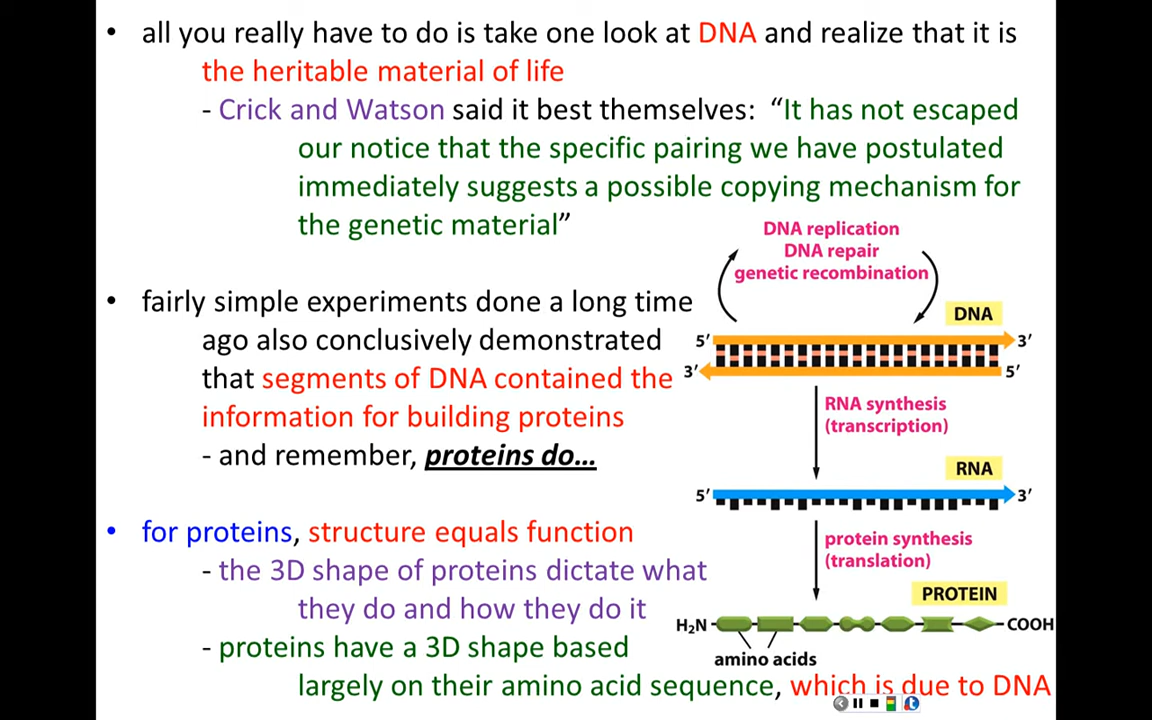 • all you really have to do is take one look at DNA and realize that it is
the heritable material of life
- Crick and Watson said it best themselves: “It has not escaped
our notice that the specific pairing we have postulated
immediately suggests a possible copying mechanism for
the genetic material”
• fairly simple experiments done a long time
ago also conclusively demonstrated
that segments of DNA contained the
information for building proteins
- and remember, proteins do...
• for proteins, structure equals function
- the 3D shape of proteins dictate what
they do and how they do it
- proteins have a 3D shape based
largely on their amino acid sequence, which is due to DNA
DNA replication
DNA repair
genetic recombination
DNA
5′ 3′
3′ 5′
RNA synthesis
(transcription)
RNA
5′ 3′
protein synthesis
(translation)
PROTEIN
H₂N COOH
amino acids